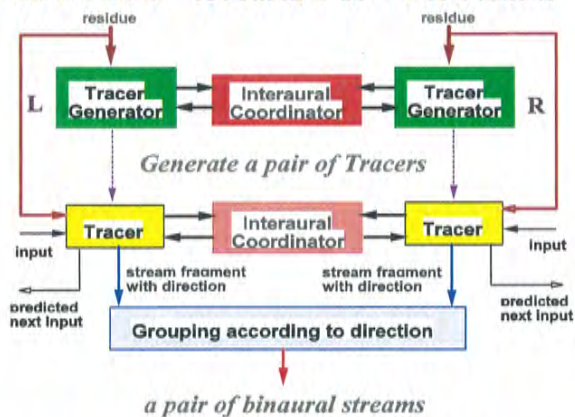 residue
residue
L
Tracer
Generator
Interaural
Coordinator
Tracer
Generator
R
Generate a pair of Tracers
Tracer
Interaural
Coordinator
Tracer
input
input
stream fragment
with direction
stream fragment
with direction
predicted
next input
predicted
next input
Grouping according to direction
a pair of binaural streams